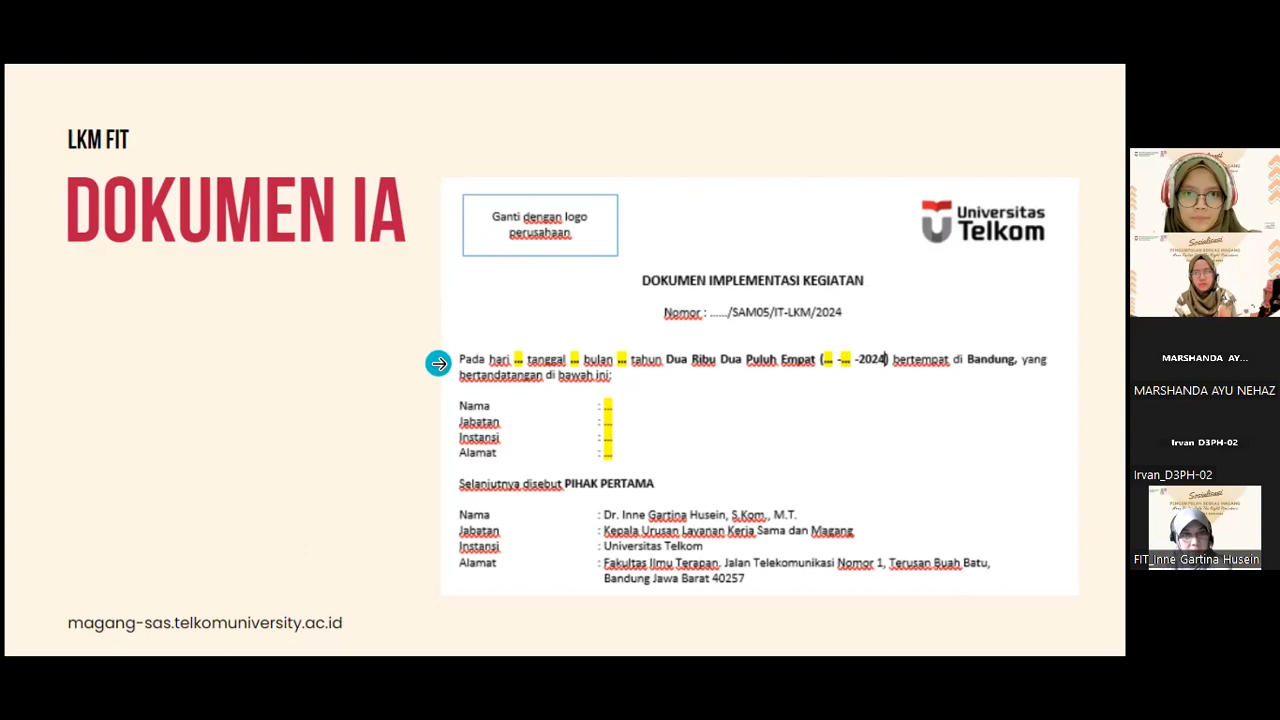 LKM FIT
DOKUMEN IA
Ganti dengan logo
perusahaan
Universitas
Telkom
DOKUMEN IMPLEMENTASI KEGIATAN
Nomor : ....../SAM05/IT-LKM/2024
Pada hari ... tanggal ... bulan ... tahun Dua Ribu Dua Puluh Empat (... -... -2024) bertempat di Bandung, yang
bertandatangan di bawah ini:
Nama : ...
Jabatan : ...
Instansi : ...
Alamat : ...
Selanjutnya disebut PIHAK PERTAMA
Nama : Dr. Inne Gartina Husein, S.Kom., M.T.
Jabatan : Kepala Urusan Layanan Kerja Sama dan Magang
Instansi : Universitas Telkom
Alamat : Fakultas Ilmu Terapan. Jalan Telekomunikasi Nomor 1, Terusan Buah Batu,
Bandung Jawa Barat 40257
magang-sas.telkomuniversity.ac.id
Sosialisasi
MARSHANDA AY...
MARSHANDA AYU NEHAZ
Irvan D3PH-02
Irvan_D3PH-02
Sosialisasi
FIT_Inne Gartina Husein